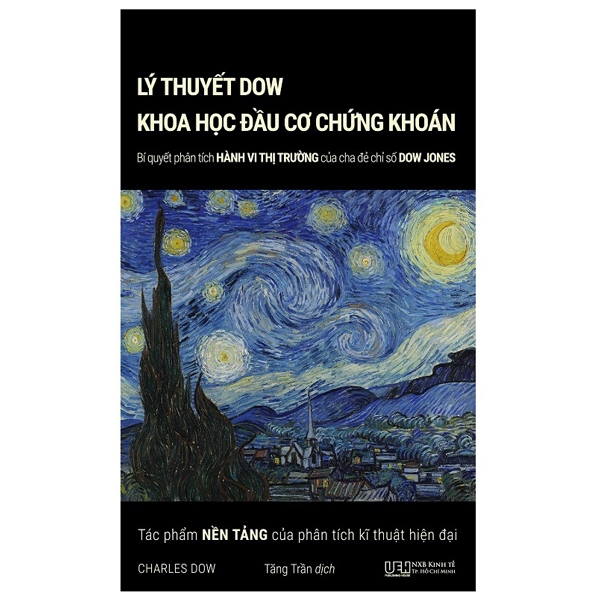 LÝ THUYẾT DOW
KHOA HỌC ĐẦU CƠ CHỨNG KHOÁN
Bí quyết phân tích HÀNH VI THỊ TRƯỜNG của cha đẻ chỉ số DOW JONES
Tác phẩm NỀN TẢNG của phân tích kĩ thuật hiện đại
CHARLES DOW
Tăng Trần dịch
UEH PUBLISHING HOUSE
NXB KINH TẾ
TP. HỒ CHÍ MINH